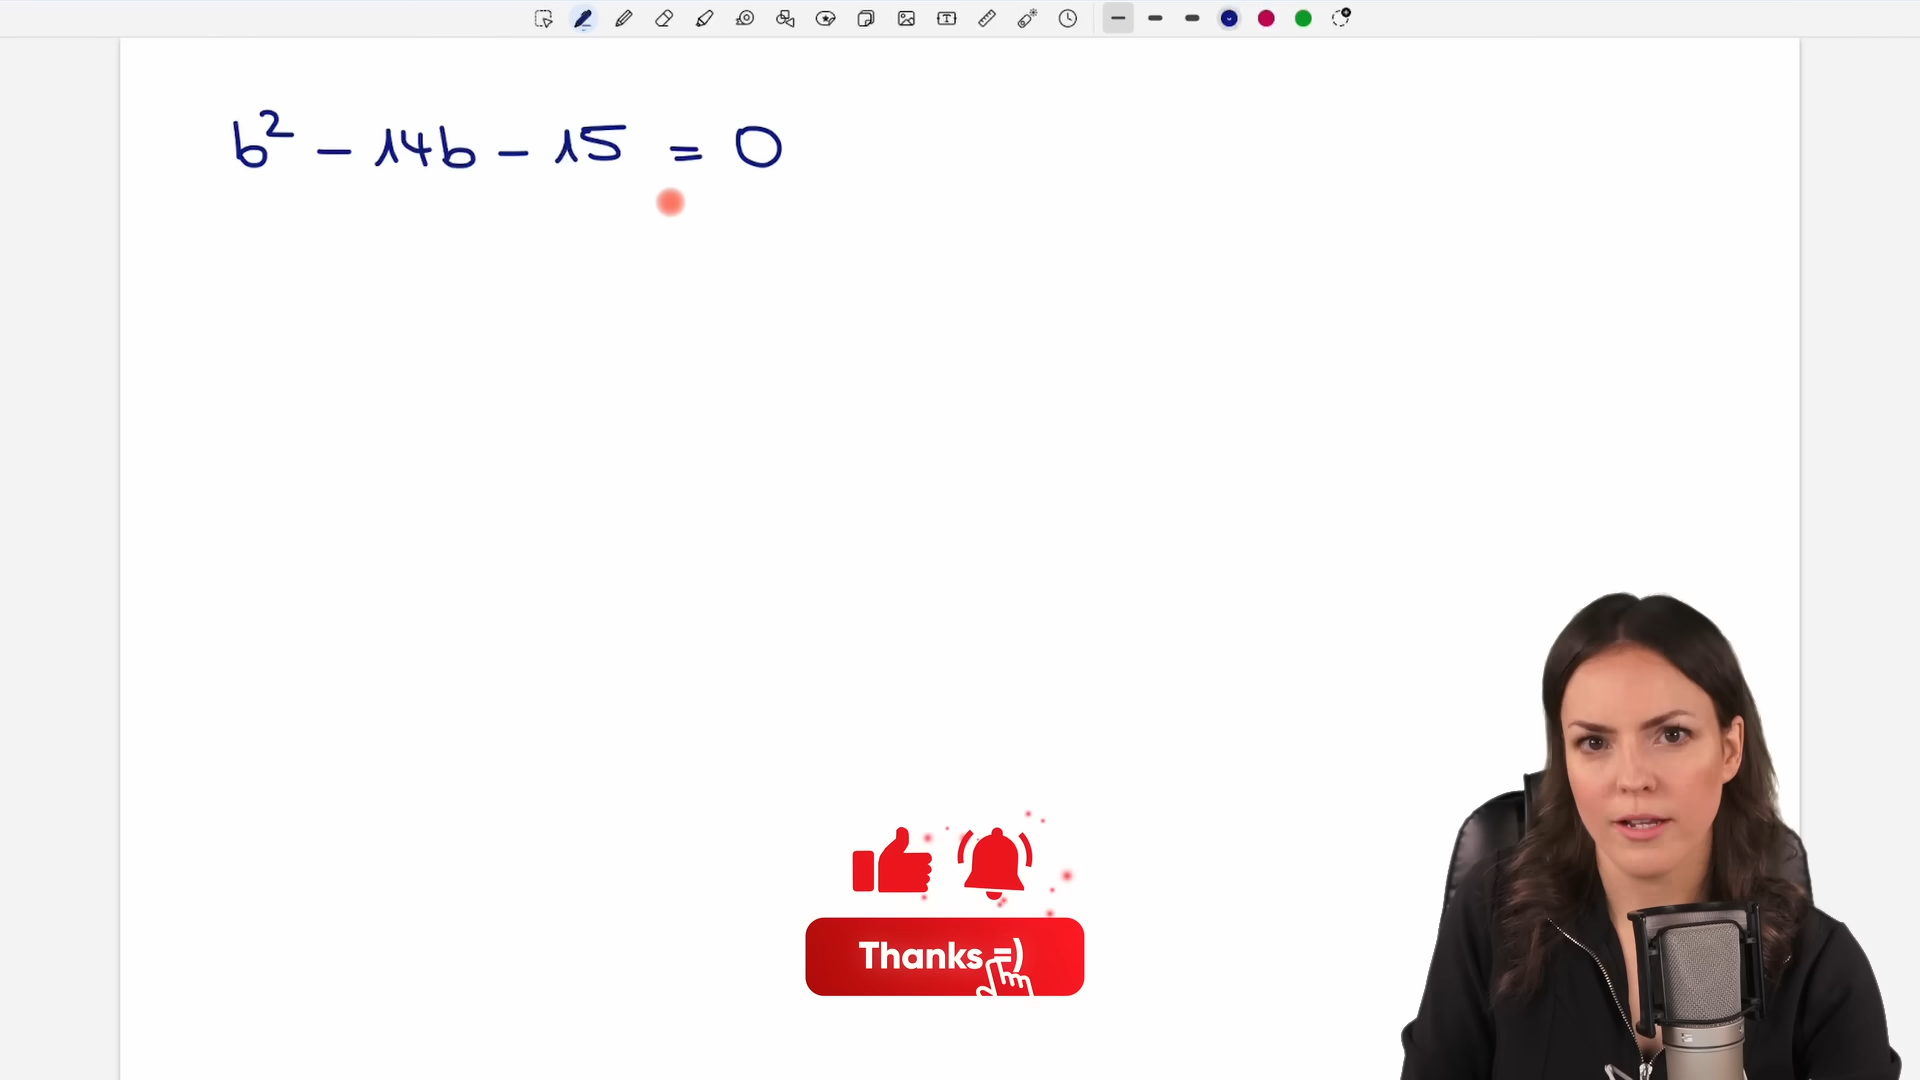 b² - 14b - 15 = 0
Thanks =)